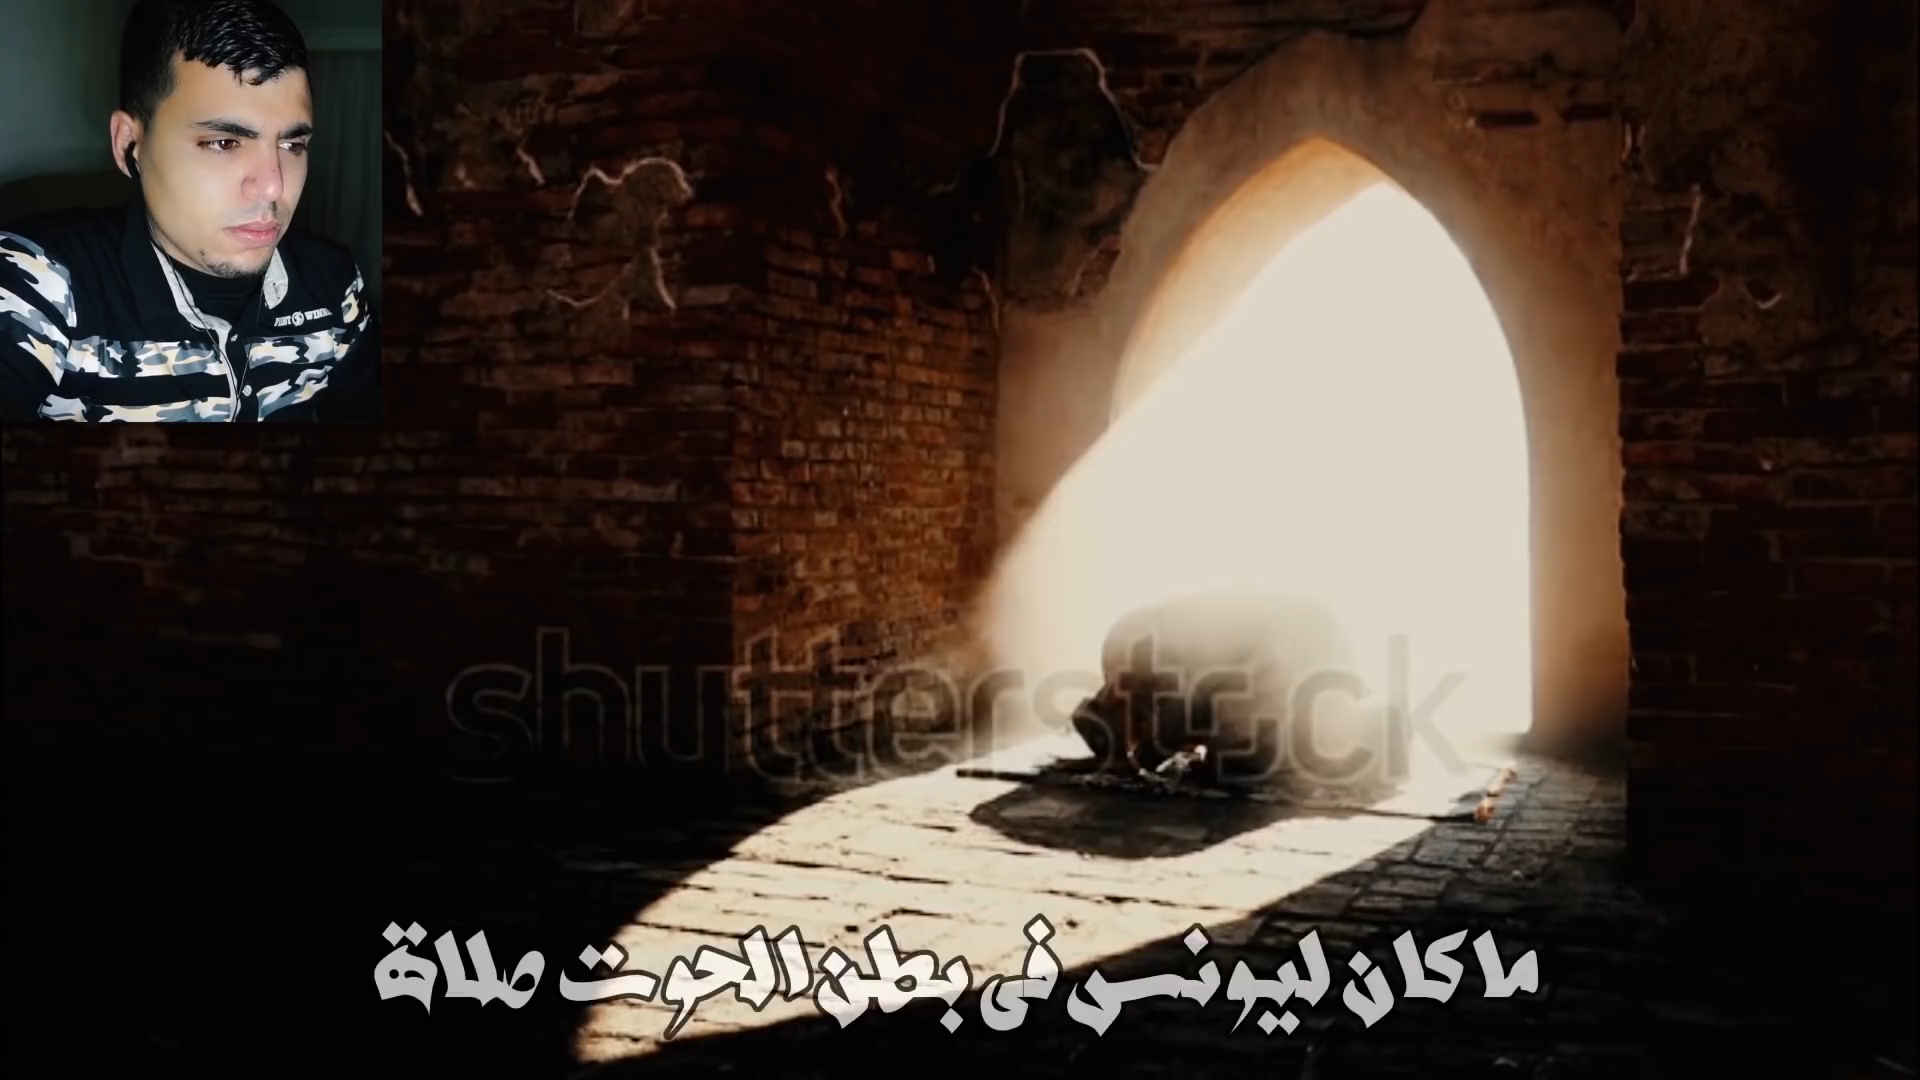 shutterstock
ماكان ليونس فى بطن الحوت صلاة